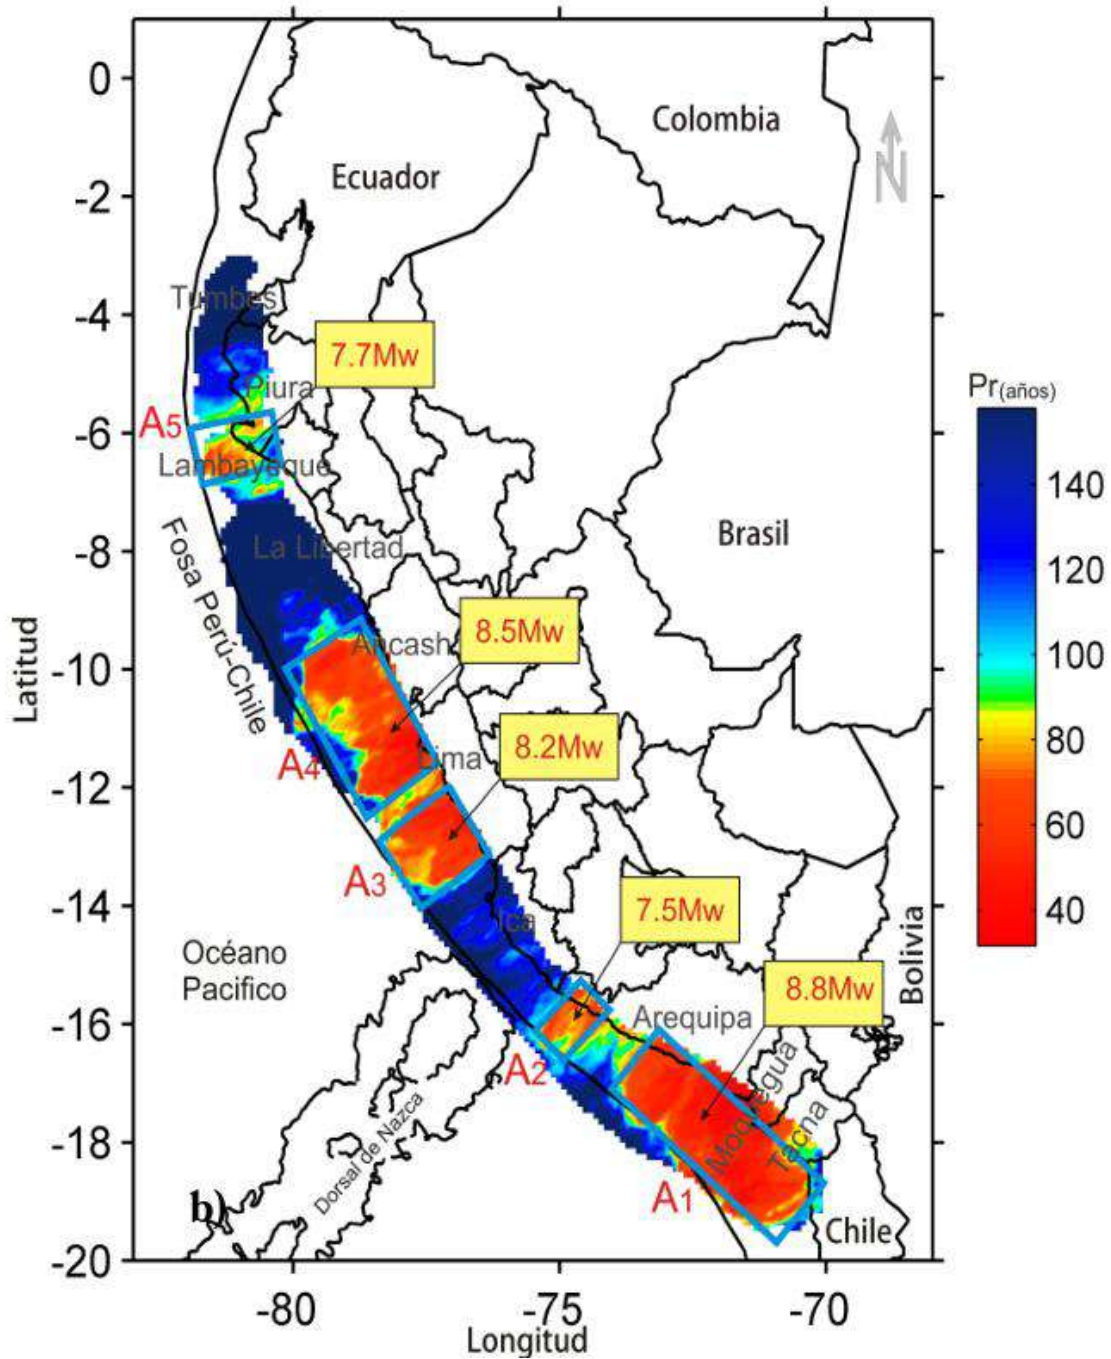 0
-2
-4
-6
-8
-10
-12
-14
-16
-18
-20
Latitud
-80
-75
-70
Longitud
Colombia
Ecuador
N
Tumbes
7.7Mw
Piura
A5
Lambayeque
La Libertad
Brasil
Fosa Perú-Chile
8.5Mw
Ancash
8.2Mw
Lima
A4
A3
7.5Mw
Ica
Océano
Pacifico
8.8Mw
Bolivia
Arequipa
A2
Moquegua
Tacna
Dorsal de Nazca
A1
b)
Chile
Pr(años)
140
120
100
80
60
40